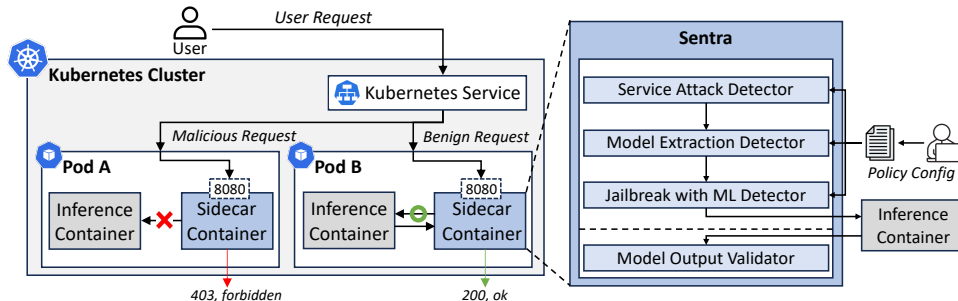 User Request
User
Kubernetes Cluster
Kubernetes Service
Malicious Request
Benign Request
Pod A
8080
Inference
Container
Sidecar
Container
403, forbidden
Pod B
8080
Inference
Container
Sidecar
Container
200, ok
Sentra
Service Attack Detector
Model Extraction Detector
Jailbreak with ML Detector
Model Output Validator
Policy Config
Inference
Container